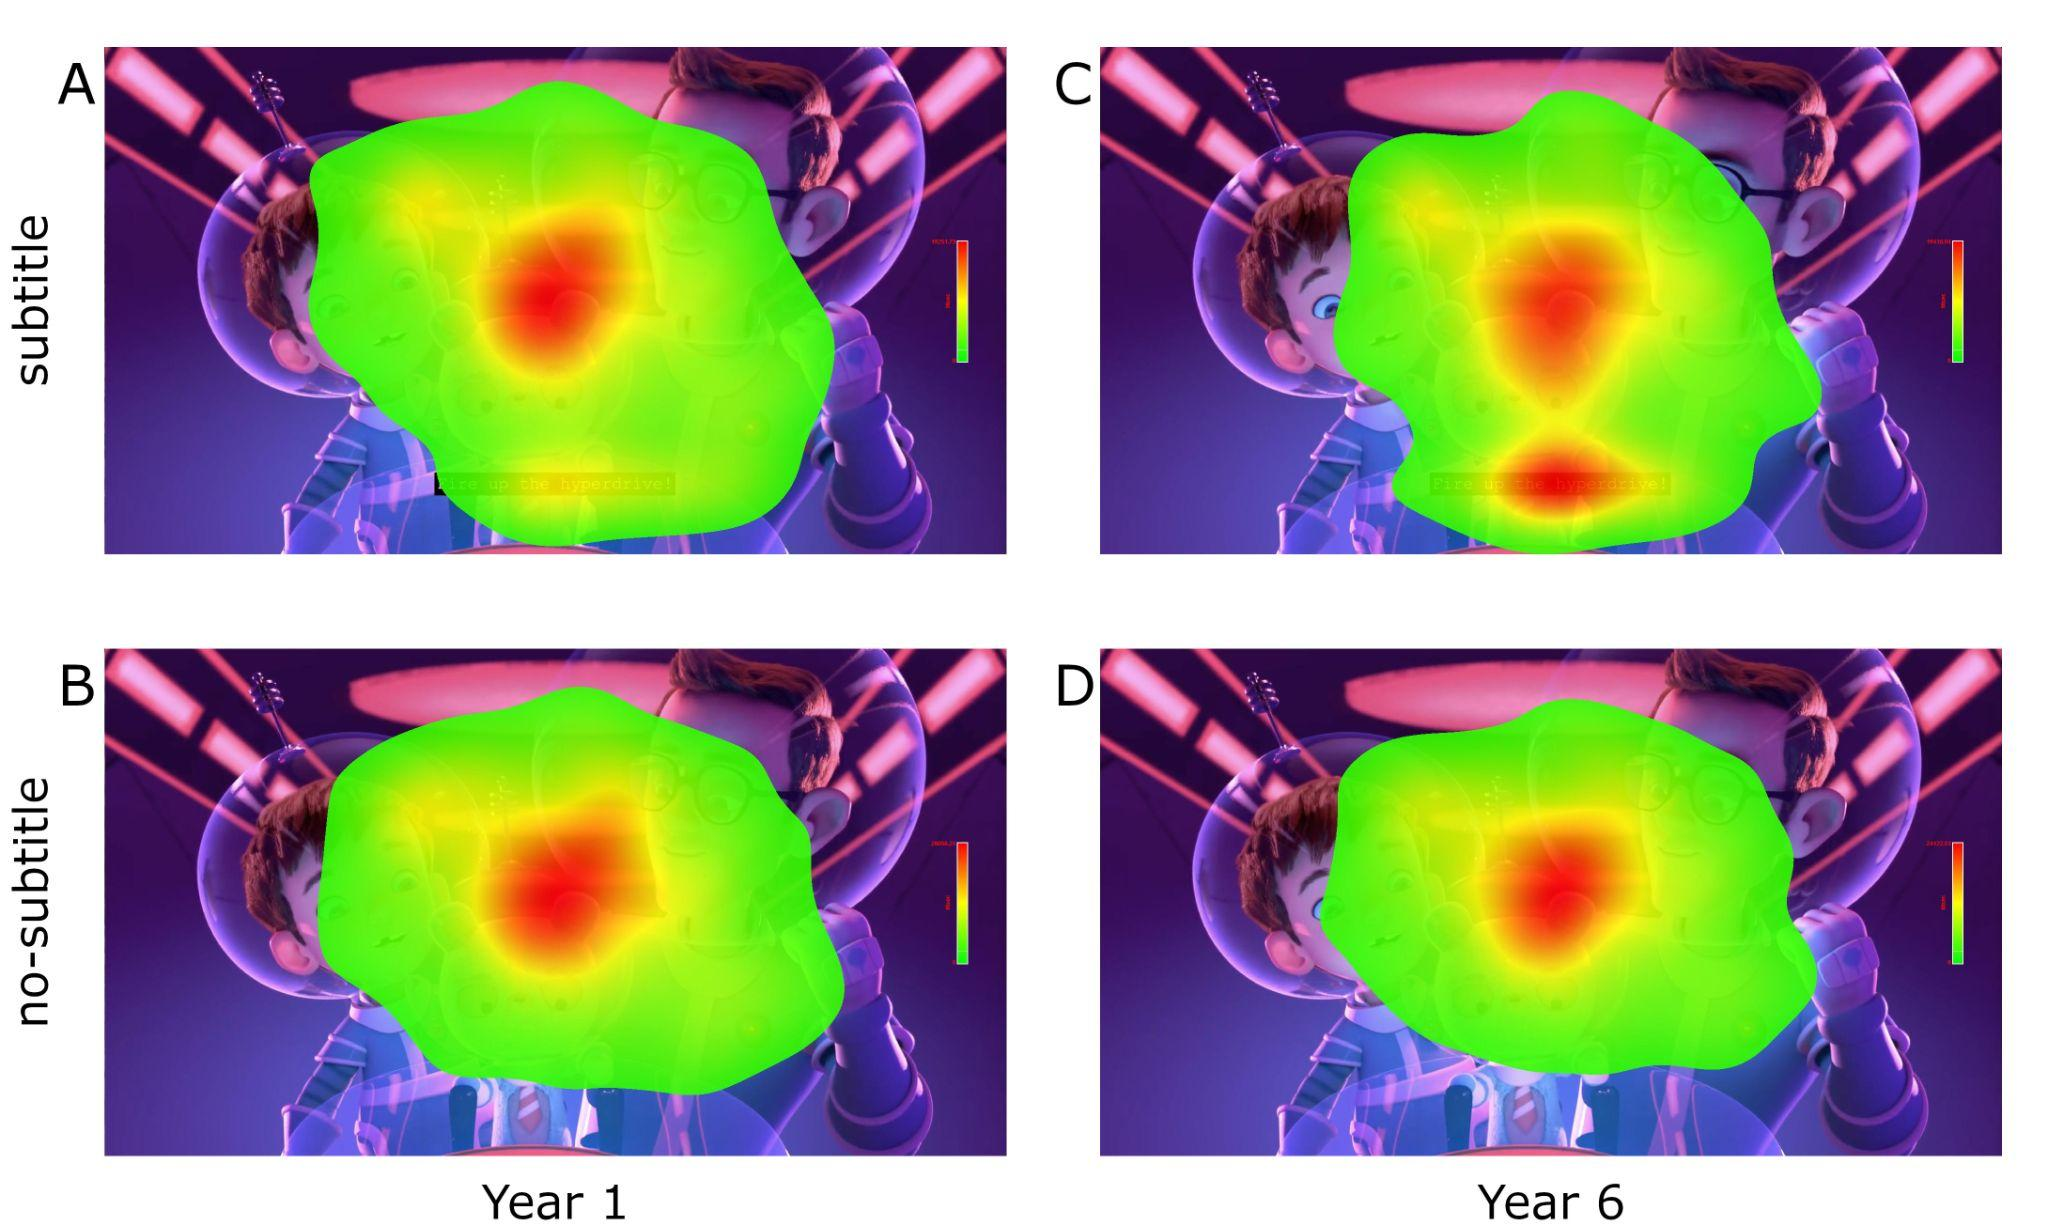 A
C
subtitle
Fire up the hyperdrive!
Fire up the hyperdrive!
B
D
no-subtitle
Year 1
Year 6